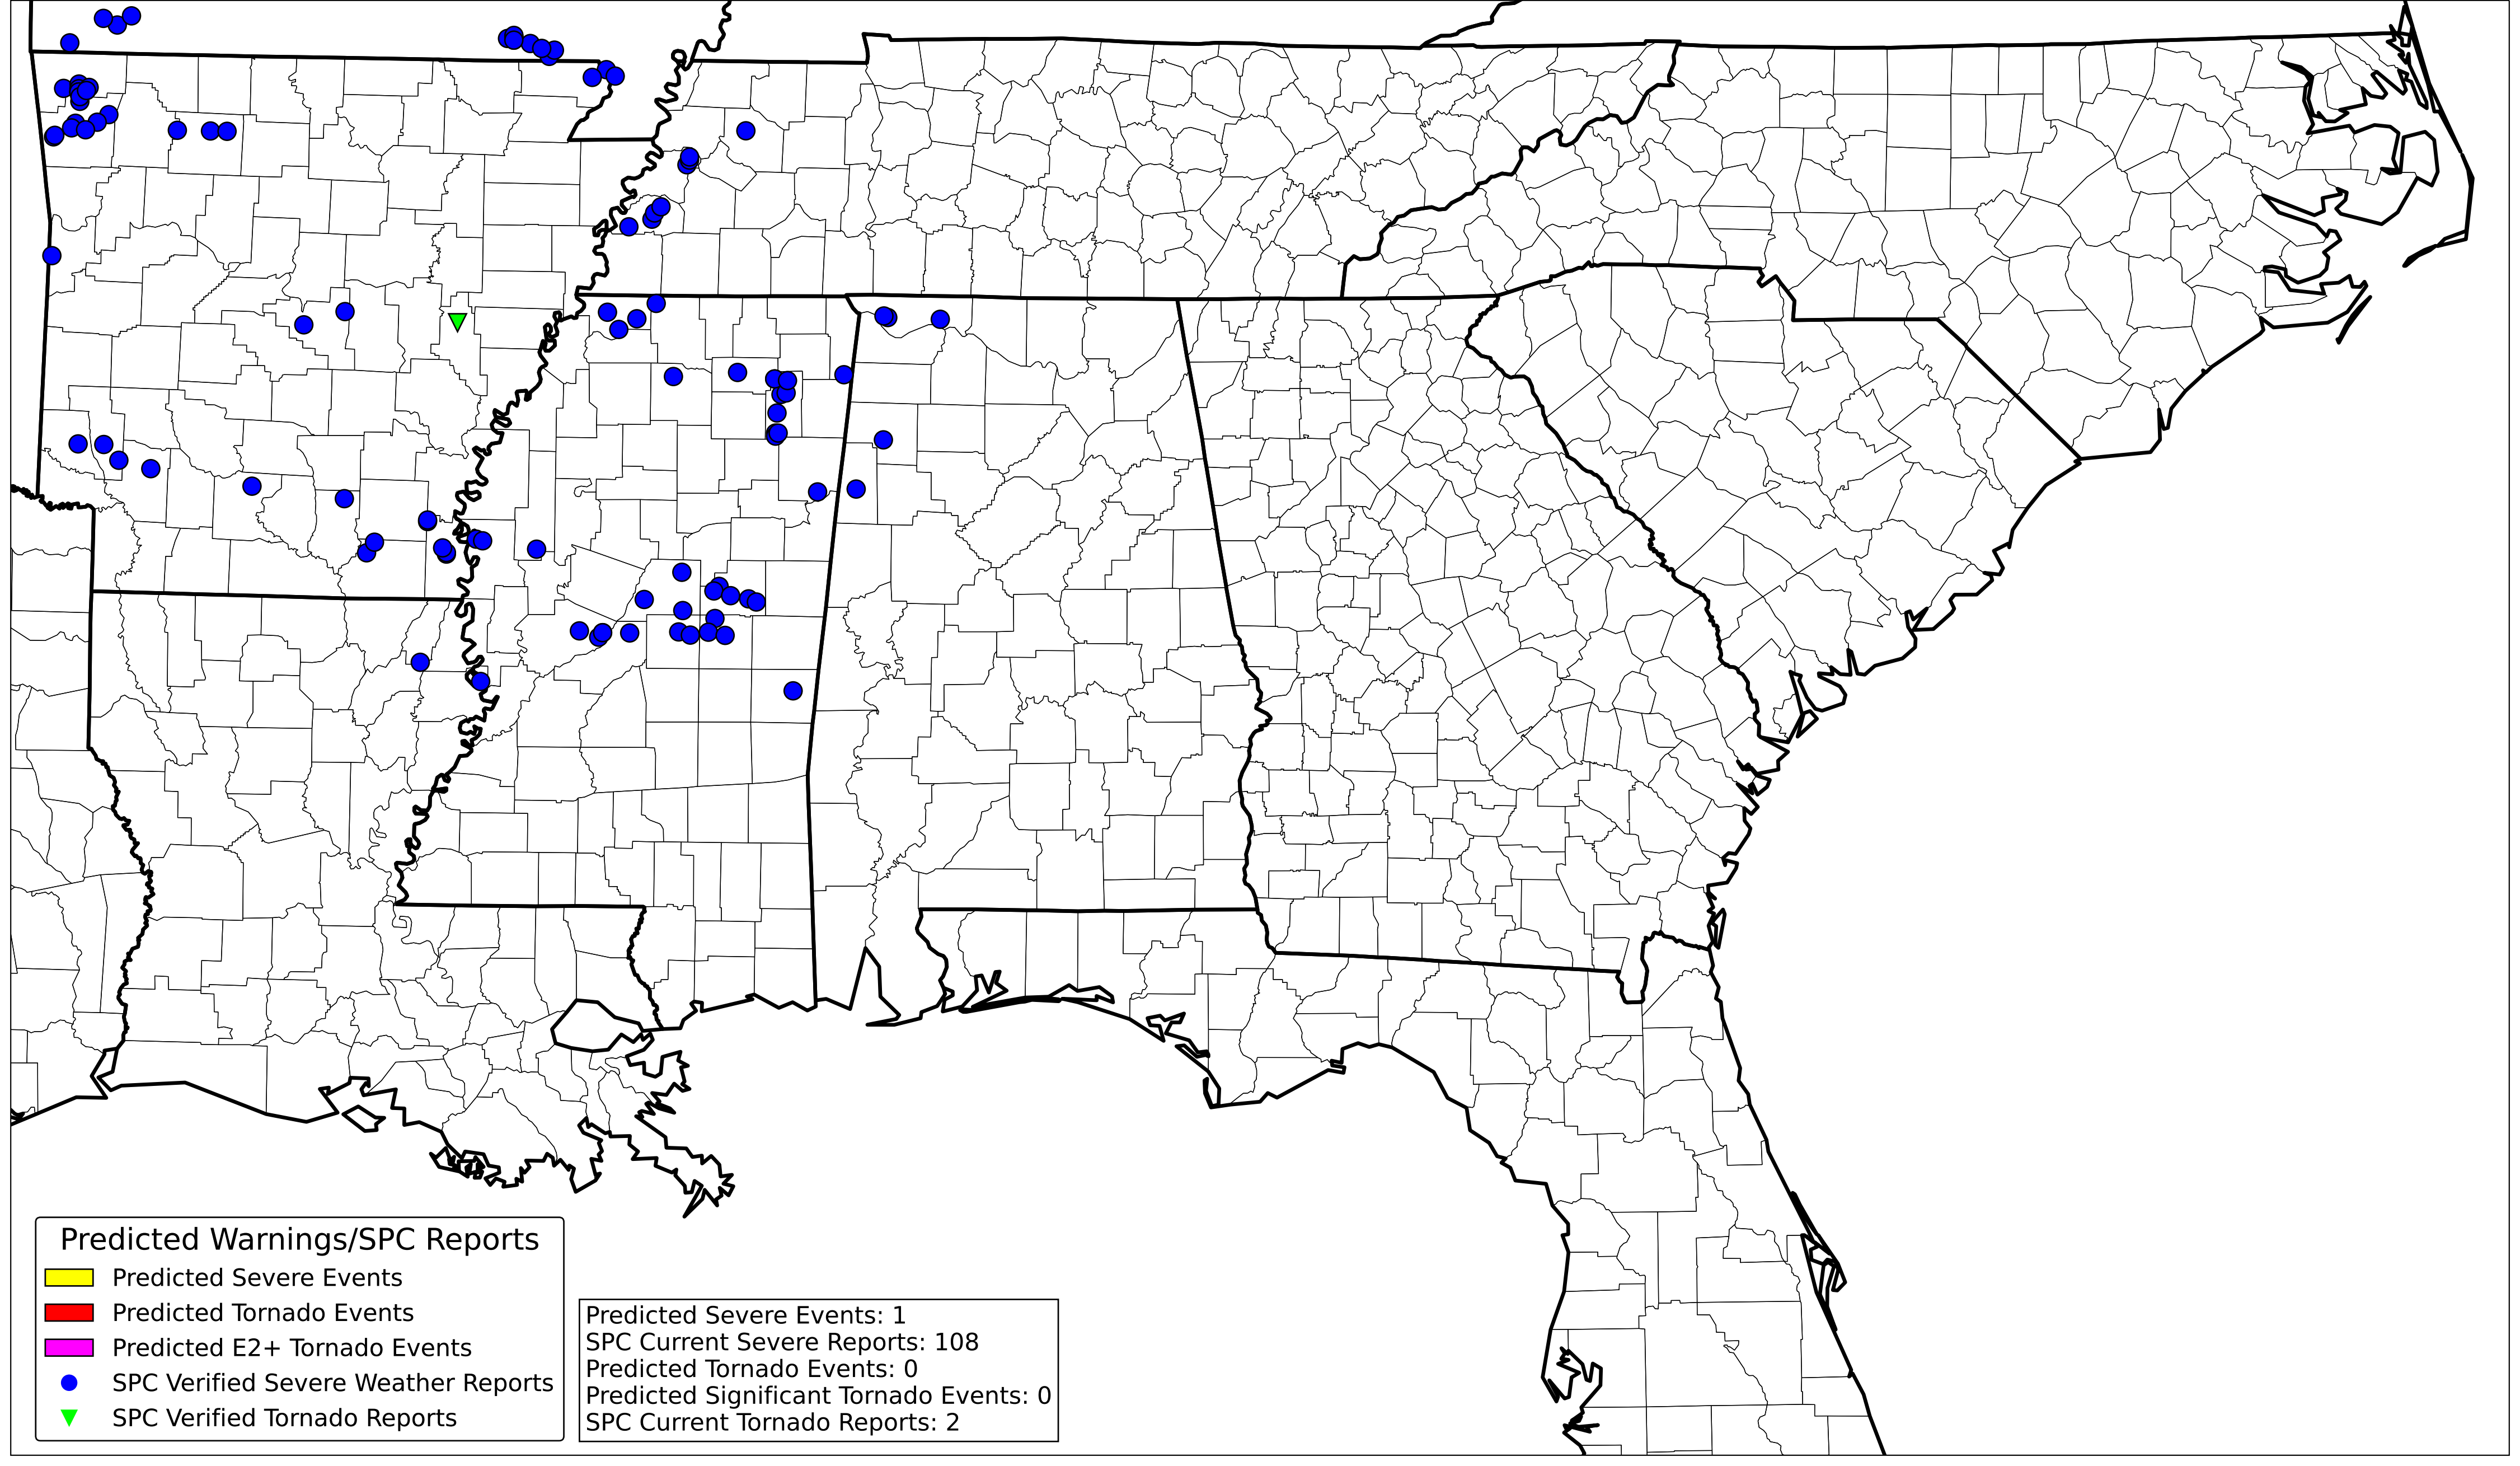 Predicted Warnings/SPC Reports
Predicted Severe Events
Predicted Tornado Events
Predicted E2+ Tornado Events
SPC Verified Severe Weather Reports
SPC Verified Tornado Reports
Predicted Severe Events: 1
SPC Current Severe Reports: 108
Predicted Tornado Events: 0
Predicted Significant Tornado Events: 0
SPC Current Tornado Reports: 2